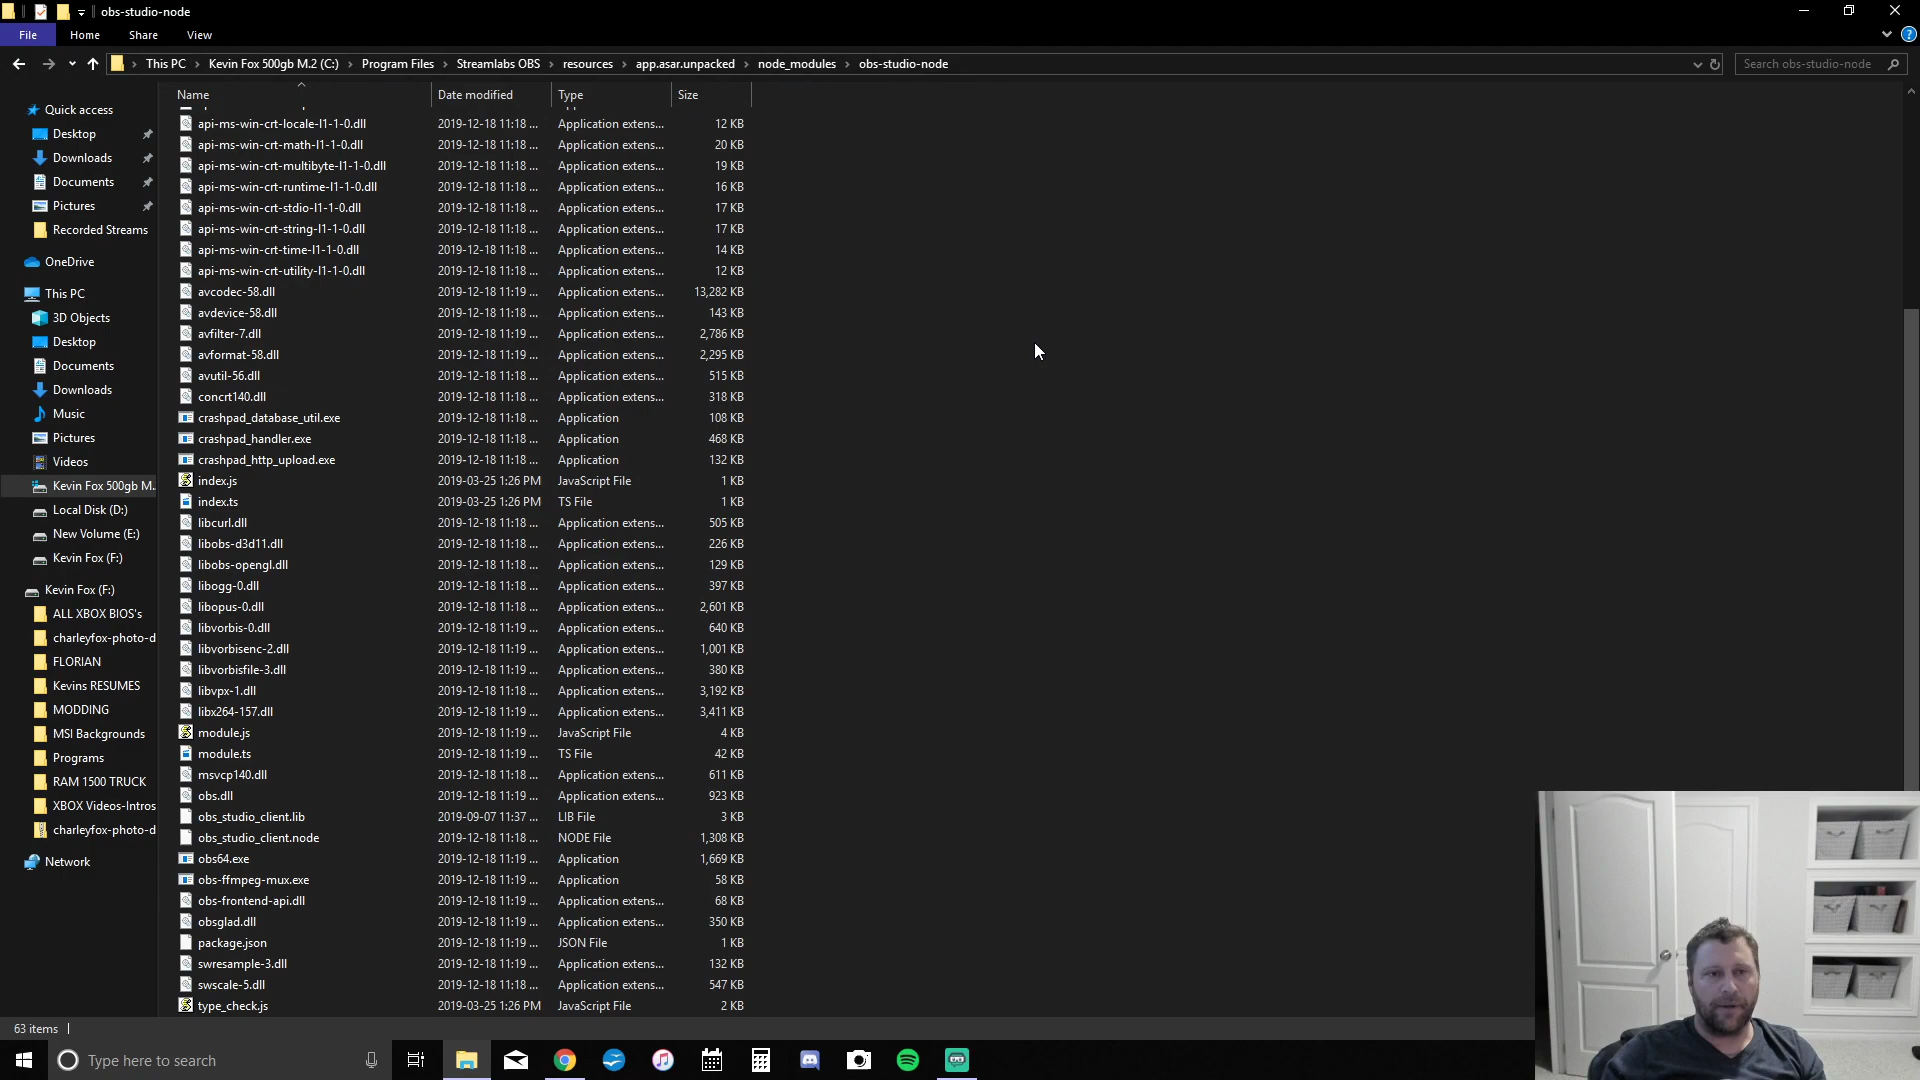 obs-studio-node
File Home Share View
This PC Kevin Fox 500gb M.2 (C:) Program Files Streamlabs OBS resources app.asar.unpacked node_modules obs-studio-node Search obs-studio-node
Name Date modified Type Size
Quick access
Desktop
Downloads
Documents
Pictures
Recorded Streams
OneDrive
This PC
3D Objects
Desktop
Documents
Downloads
Music
Pictures
Videos
Kevin Fox 500gb M.
Local Disk (D:)
New Volume (E:)
Kevin Fox (F:)
Kevin Fox (F:)
ALL XBOX BIOS's
charleyfox-photo-d
FLORIAN
Kevins RESUMES
MODDING
MSI Backgrounds
Programs
RAM 1500 TRUCK
XBOX Videos-Intros
charleyfox-photo-d
Network
api-ms-win-crt-locale-l1-1-0.dll 2019-12-18 11:18 ... Application extens... 12 KB
api-ms-win-crt-math-l1-1-0.dll 2019-12-18 11:18 ... Application extens... 20 KB
api-ms-win-crt-multibyte-l1-1-0.dll 2019-12-18 11:18 ... Application extens... 19 KB
api-ms-win-crt-runtime-l1-1-0.dll 2019-12-18 11:18 ... Application extens... 16 KB
api-ms-win-crt-stdio-l1-1-0.dll 2019-12-18 11:18 ... Application extens... 17 KB
api-ms-win-crt-string-l1-1-0.dll 2019-12-18 11:18 ... Application extens... 17 KB
api-ms-win-crt-time-l1-1-0.dll 2019-12-18 11:18 ... Application extens... 14 KB
api-ms-win-crt-utility-l1-1-0.dll 2019-12-18 11:18 ... Application extens... 12 KB
avcodec-58.dll 2019-12-18 11:19 ... Application extens... 13,282 KB
avdevice-58.dll 2019-12-18 11:18 ... Application extens... 143 KB
avfilter-7.dll 2019-12-18 11:19 ... Application extens... 2,786 KB
avformat-58.dll 2019-12-18 11:19 ... Application extens... 2,295 KB
avutil-56.dll 2019-12-18 11:18 ... Application extens... 515 KB
concrt140.dll 2019-12-18 11:18 ... Application extens... 318 KB
crashpad_database_util.exe 2019-12-18 11:18 ... Application 108 KB
crashpad_handler.exe 2019-12-18 11:18 ... Application 468 KB
crashpad_http_upload.exe 2019-12-18 11:18 ... Application 132 KB
index.js 2019-03-25 1:26 PM JavaScript File 1 KB
index.ts 2019-03-25 1:26 PM TS File 1 KB
libcurl.dll 2019-12-18 11:18 ... Application extens... 505 KB
libobs-d3d11.dll 2019-12-18 11:18 ... Application extens... 226 KB
libobs-opengl.dll 2019-12-18 11:18 ... Application extens... 129 KB
libogg-0.dll 2019-12-18 11:18 ... Application extens... 397 KB
libopus-0.dll 2019-12-18 11:18 ... Application extens... 2,601 KB
libvorbis-0.dll 2019-12-18 11:19 ... Application extens... 640 KB
libvorbisenc-2.dll 2019-12-18 11:19 ... Application extens... 1,001 KB
libvorbisfile-3.dll 2019-12-18 11:19 ... Application extens... 380 KB
libvpx-1.dll 2019-12-18 11:18 ... Application extens... 3,192 KB
libx264-157.dll 2019-12-18 11:19 ... Application extens... 3,411 KB
module.js 2019-12-18 11:19 ... JavaScript File 4 KB
module.ts 2019-12-18 11:19 ... TS File 42 KB
msvcp140.dll 2019-12-18 11:18 ... Application extens... 611 KB
obs.dll 2019-12-18 11:19 ... Application extens... 923 KB
obs_studio_client.lib 2019-09-07 11:37 ... LIB File 3 KB
obs_studio_client.node 2019-12-18 11:18 ... NODE File 1,308 KB
obs64.exe 2019-12-18 11:19 ... Application 1,669 KB
obs-ffmpeg-mux.exe 2019-12-18 11:19 ... Application 58 KB
obs-frontend-api.dll 2019-12-18 11:19 ... Application extens... 68 KB
obsglad.dll 2019-12-18 11:19 ... Application extens... 350 KB
package.json 2019-12-18 11:19 ... JSON File 1 KB
swresample-3.dll 2019-12-18 11:19 ... Application extens... 132 KB
swscale-5.dll 2019-12-18 11:18 ... Application extens... 547 KB
type_check.js 2019-03-25 1:26 PM JavaScript File 2 KB
63 items
Type here to search